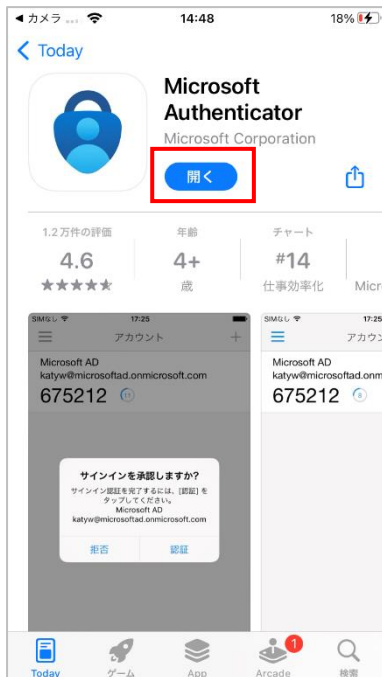 ◀ カメラ ....
14:48
18%
Today
Microsoft
Authenticator
Microsoft Corporation
開く
1.2万件の評価
年齢
チャート
4.6
4+
#14
★★★★★
歳
仕事効率化
Micr
SIMなし
17:25
アカウント
+
Microsoft AD
katyw@microsoftad.onmicrosoft.com
675212
サインインを承認しますか?
サインイン認証を完了するには、[認証] を
タップしてください。
Microsoft AD
katyw@microsoftad.onmicrosoft.com
拒否
認証
SIMなし
17:25
アカウン
Microsoft AD
katyw@microsoftad.onm
675212
1
Today
ゲーム
App
Arcade
検索